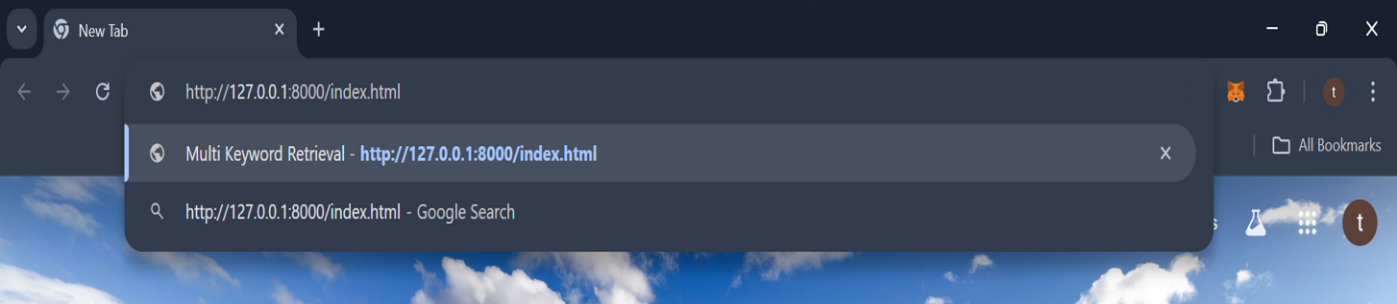 New Tab
http://127.0.0.1:8000/index.html
Multi Keyword Retrieval - http://127.0.0.1:8000/index.html
http://127.0.0.1:8000/index.html - Google Search
t
All Bookmarks
s
t